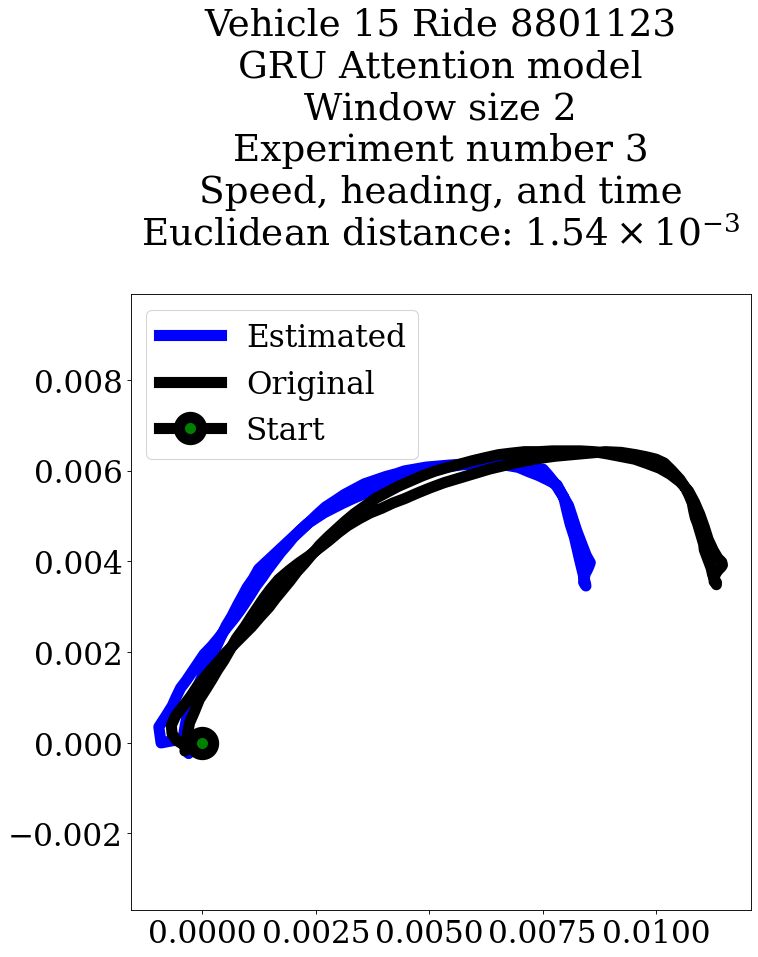 Vehicle 15 Ride 8801123
GRU Attention model
Window size 2
Experiment number 3
Speed, heading, and time
Euclidean distance: 1.54 × 10⁻³
Estimated
Original
Start
0.008
0.006
0.004
0.002
0.000
−0.002
0.0000 0.0025 0.0050 0.0075 0.0100